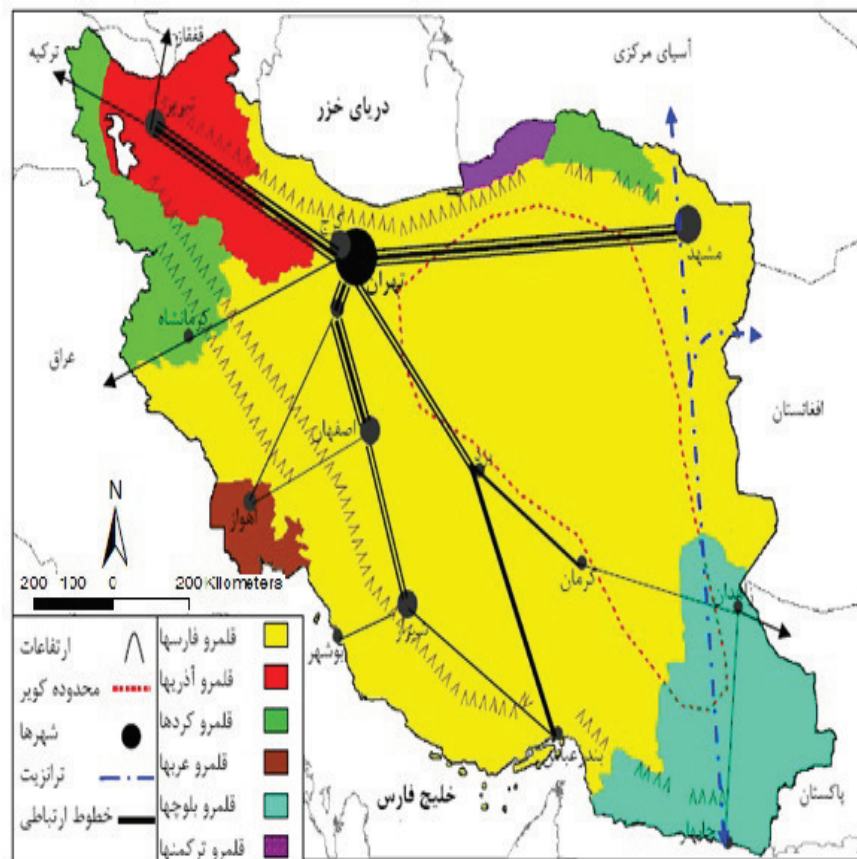 قفقاز
ترکیه
آسیای مرکزی
دریای خزر
تبریز
کرج
تهران
مشهد
کرمانشاه
عراق
افغانستان
اصفهان
یزد
اهواز
کرمان
زاهدان
شیراز
بوشهر
بندرعباس
خلیج فارس
پاکستان
چابهار
N
200 100 0 200 Kilometers
ارتفاعات
محدوده کویر
شهرها
ترانزیت
خطوط ارتباطی
قلمرو فارسها
قلمرو آذریها
قلمرو کردها
قلمرو عربها
قلمرو بلوچها
قلمرو ترکمنها